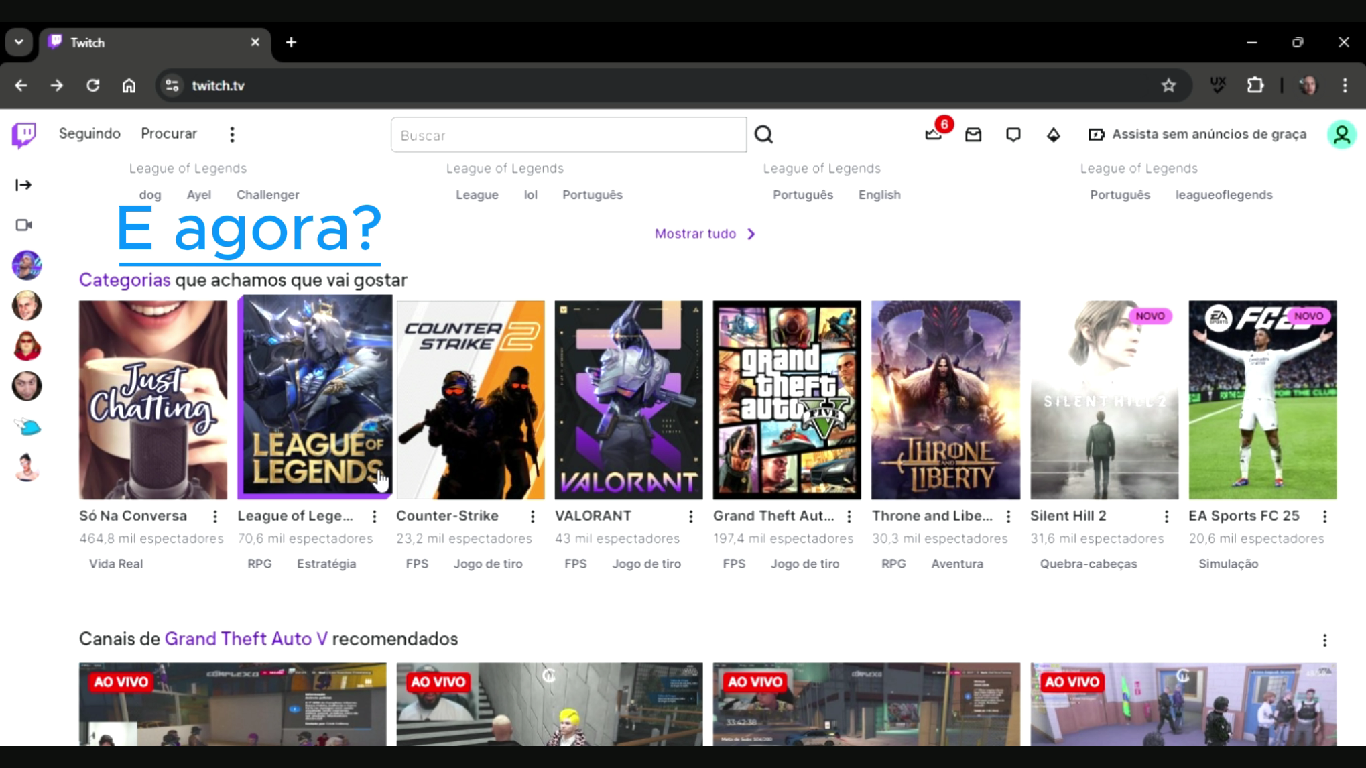 Twitch
twitch.tv
UX
Seguindo Procurar
Buscar
6
Assista sem anúncios de graça
League of Legends League of Legends League of Legends League of Legends
dog Ayel Challenger League lol Português Português English Português leagueoflegends
E agora?
Mostrar tudo
Categorias que achamos que vai gostar
Just Chatting
LEAGUE OF LEGENDS
COUNTER STRIKE 2
VALORANT
grand theft auto V LIVE
THRONE AND LIBERTY
SILENT HILL 2
NOVO
EA SPORTS FC 25
NOVO
Só Na Conversa League of Lege... Counter-Strike VALORANT Grand Theft Aut... Throne and Libe... Silent Hill 2 EA Sports FC 25
464,8 mil espectadores 70,6 mil espectadores 23,2 mil espectadores 43 mil espectadores 197,4 mil espectadores 30,3 mil espectadores 31,6 mil espectadores 20,6 mil espectadores
Vida Real RPG Estratégia FPS Jogo de tiro FPS Jogo de tiro FPS Jogo de tiro RPG Aventura Quebra-cabeças Simulação
Canais de Grand Theft Auto V recomendados
AO VIVO AO VIVO AO VIVO AO VIVO